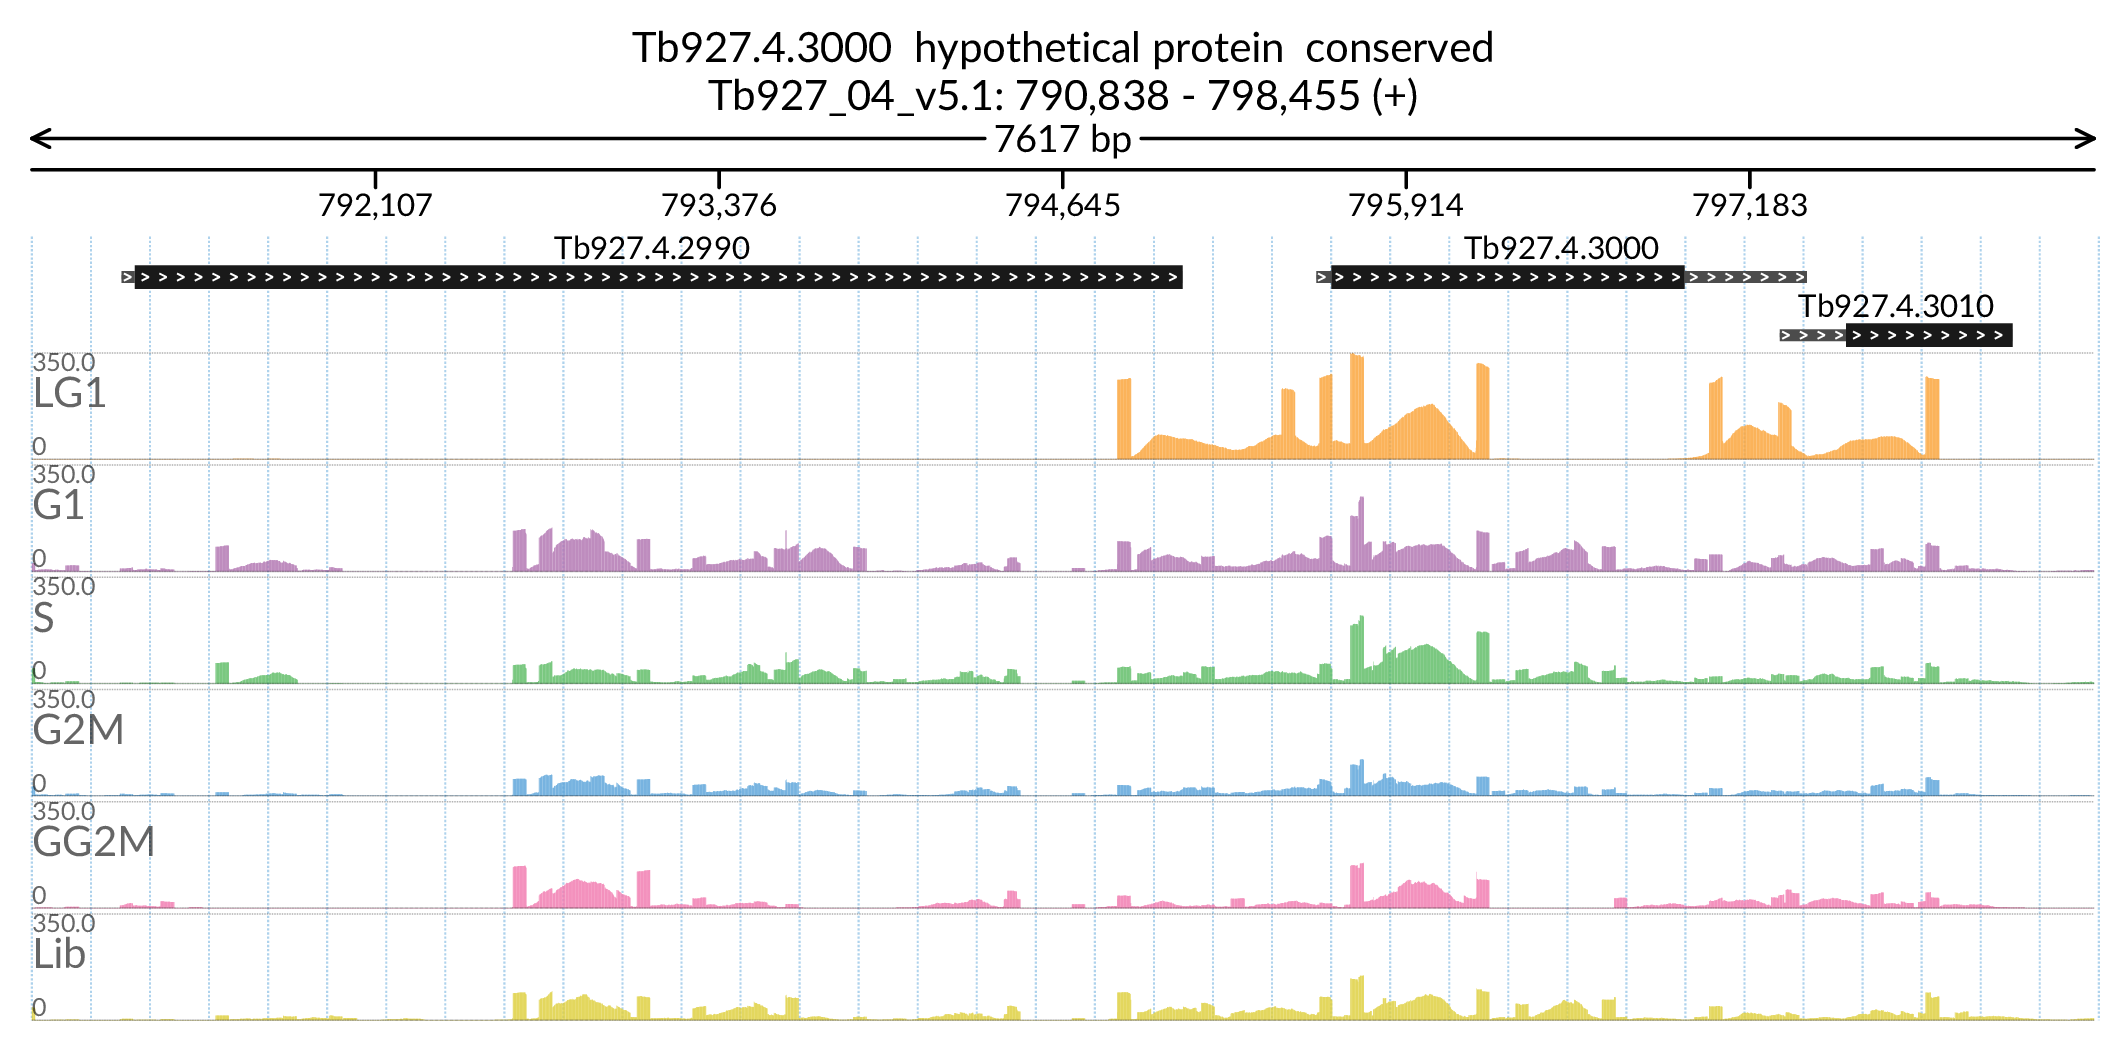 Tb927.4.3000  hypothetical protein  conserved
Tb927_04_v5.1: 790,838 - 798,455 (+)
7617 bp
792,107 793,376 794,645 795,914 797,183
Tb927.4.2990 Tb927.4.3000
Tb927.4.3010
350.0
LG1
0
350.0
G1
0
350.0
S
0
350.0
G2M
0
350.0
GG2M
0
350.0
Lib
0